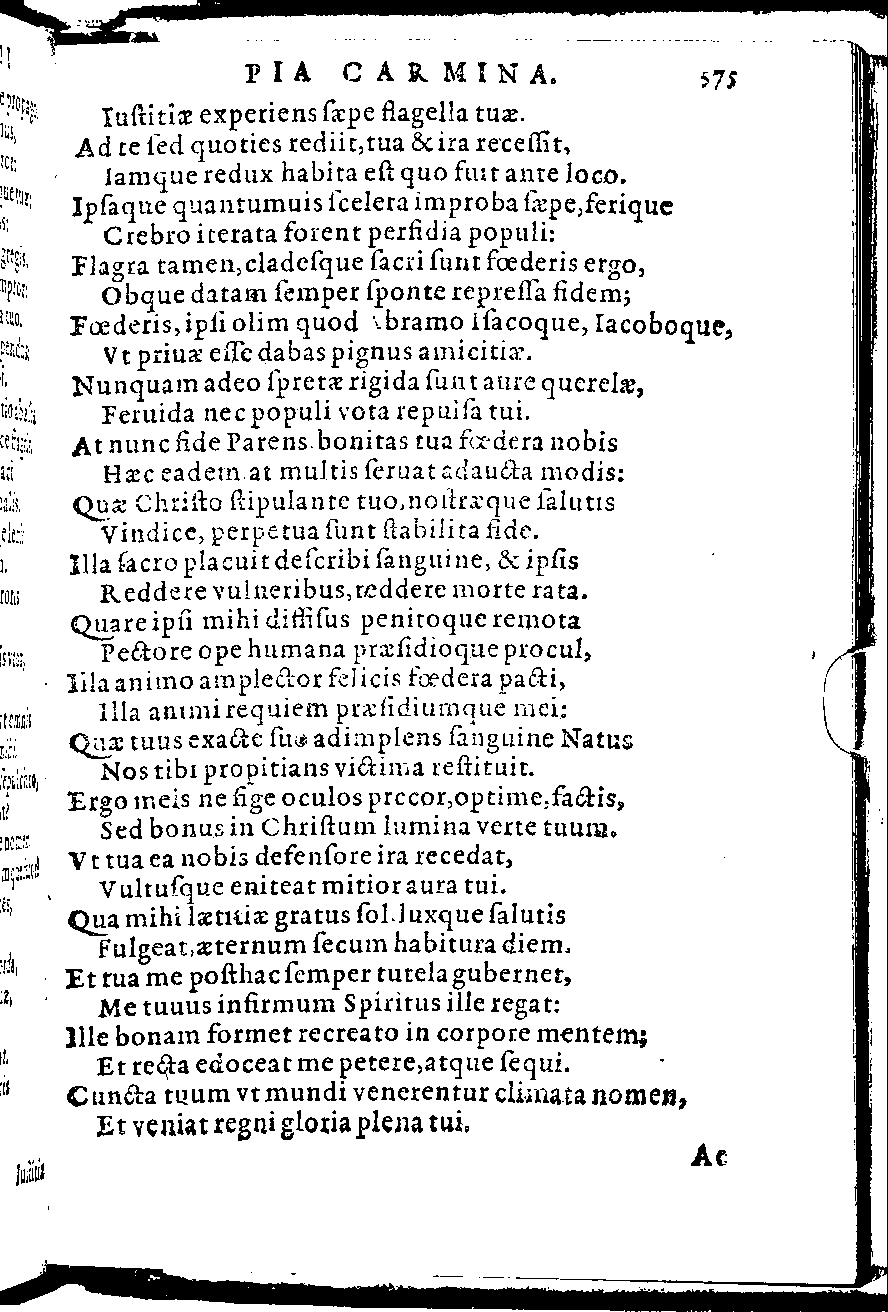 PIA CARMINA. 575
Iuſtitiæ experiens ſæpe flagella tuæ.
Ad te ſed quoties rediit, tua & ira receſſit,
Iamque redux habita eſt quo fuit ante loco.
Ipſaque quantumuis ſcelera improba ſæpe, ferique
Crebro iterata forent perfidia populi:
Flagra tamen, cladeſque ſacri ſunt fœderis ergo,
Obque datam ſemper ſponte repreſſa fidem;
Fœderis, ipſi olim quod Abramo Iſacoque, Iacoboque,
Vt priuæ eſſe dabas pignus amicitiæ.
Nunquam adeo ſpretæ rigida ſunt aure querelæ,
Feruida nec populi vota repulſa tui.
At nunc fide Parens bonitas tua fœdera nobis
Hæc eadem at multis ſeruat adaucta modis:
Quæ Chriſto ſtipulante tuo, noſtræque ſalutis
Vindice, perpetua ſunt ſtabilita fide.
Illa ſacro placuit deſcribi ſanguine, & ipſis
Reddere vulneribus, reddere morte rata.
Quare ipſi mihi diffiſus penitoque remota
Pectore ope humana præſidioque procul,
Illa animo amplector felicis fœdera pacti,
Illa animi requiem præſidiumque mei:
Quæ tuus exacte ſuo adimplens ſanguine Natus
Nos tibi propitians victima reſtituit.
Ergo meis ne fige oculos precor, optime, factis,
Sed bonus in Chriſtum lumina verte tuum.
Vt tua ea nobis defenſore ira recedat,
Vultuſque eniteat mitior aura tui.
Qua mihi lætitiæ gratus ſol luxque ſalutis
Fulgeat, æternum ſecum habitura diem.
Et tua me poſthac ſemper tutela gubernet,
Me tuuus infirmum Spiritus ille regat:
Ille bonam formet recreato in corpore mentem;
Et recta edoceat me petere, atque ſequi.
Cuncta tuum vt mundi venerentur climata nomen,
Et veniat regni gloria plena tui.
Ac